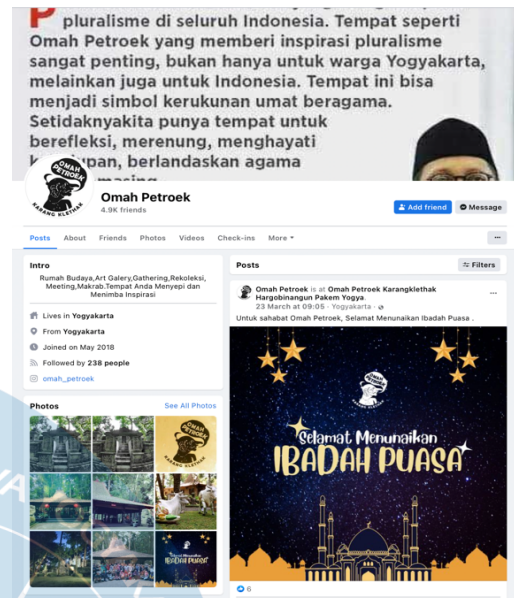 P
pluralisme di seluruh Indonesia. Tempat seperti
Omah Petroek yang memberi inspirasi pluralisme
sangat penting, bukan hanya untuk warga Yogyakarta,
melainkan juga untuk Indonesia. Tempat ini bisa
menjadi simbol kerukunan umat beragama.
Setidaknyakita punya tempat untuk
berefleksi, merenung, menghayati
berlandaskan agama
OMAH PETROEK
KARANG KLETHAK
Omah Petroek
4.9K friends
Add friend
Message
Posts About Friends Photos Videos Check-ins More
Intro
Rumah Budaya,Art Galery,Gathering,Rekoleksi,
Meeting,Makrab.Tempat Anda Menyepi dan
Menimba Inspirasi
Lives in Yogyakarta
From Yogyakarta
Joined on May 2018
Followed by 238 people
omah_petroek
Photos See All Photos
OMAH PETROEK
KARANG KLETHAK
Selamat Menunaikan
IBADAH PUASA
Posts Filters
Omah Petroek is at Omah Petroek Karangklethak
Hargobinangun Pakem Yogya.
23 March at 09:05 · Yogyakarta ·
Untuk sahabat Omah Petroek, Selamat Menunaikan Ibadah Puasa .
Selamat Menunaikan
IBADAH PUASA
6